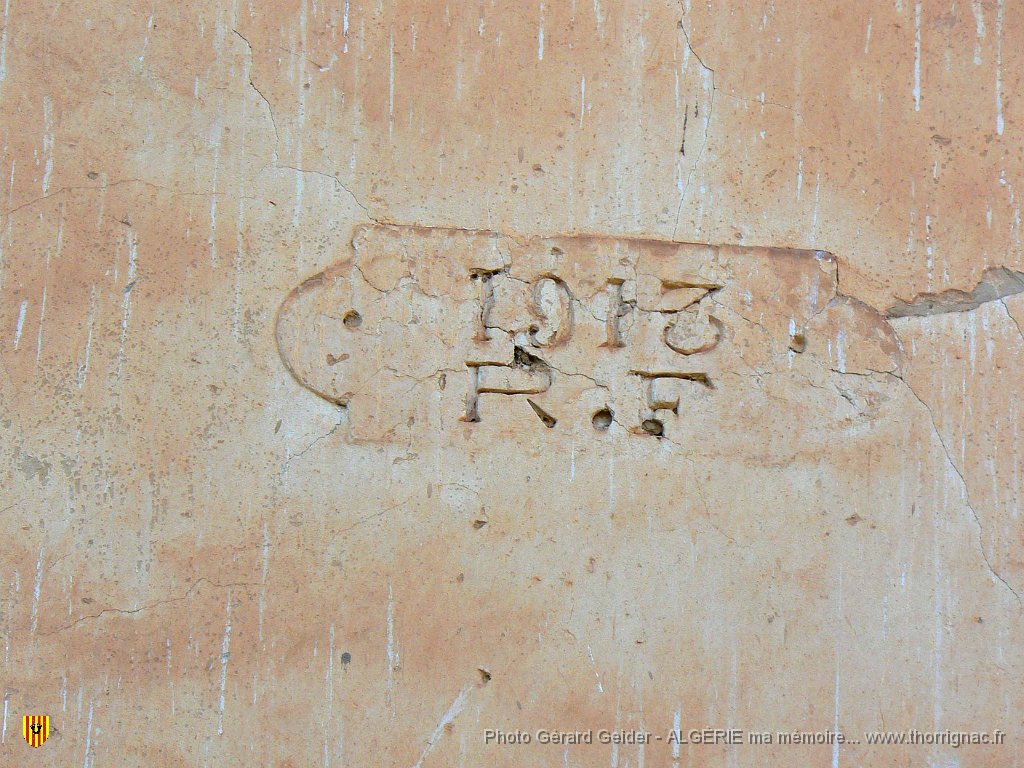 1913
R.F
Photo Gérard Geider - ALGÉRIE ma mémoire... www.thorrignac.fr